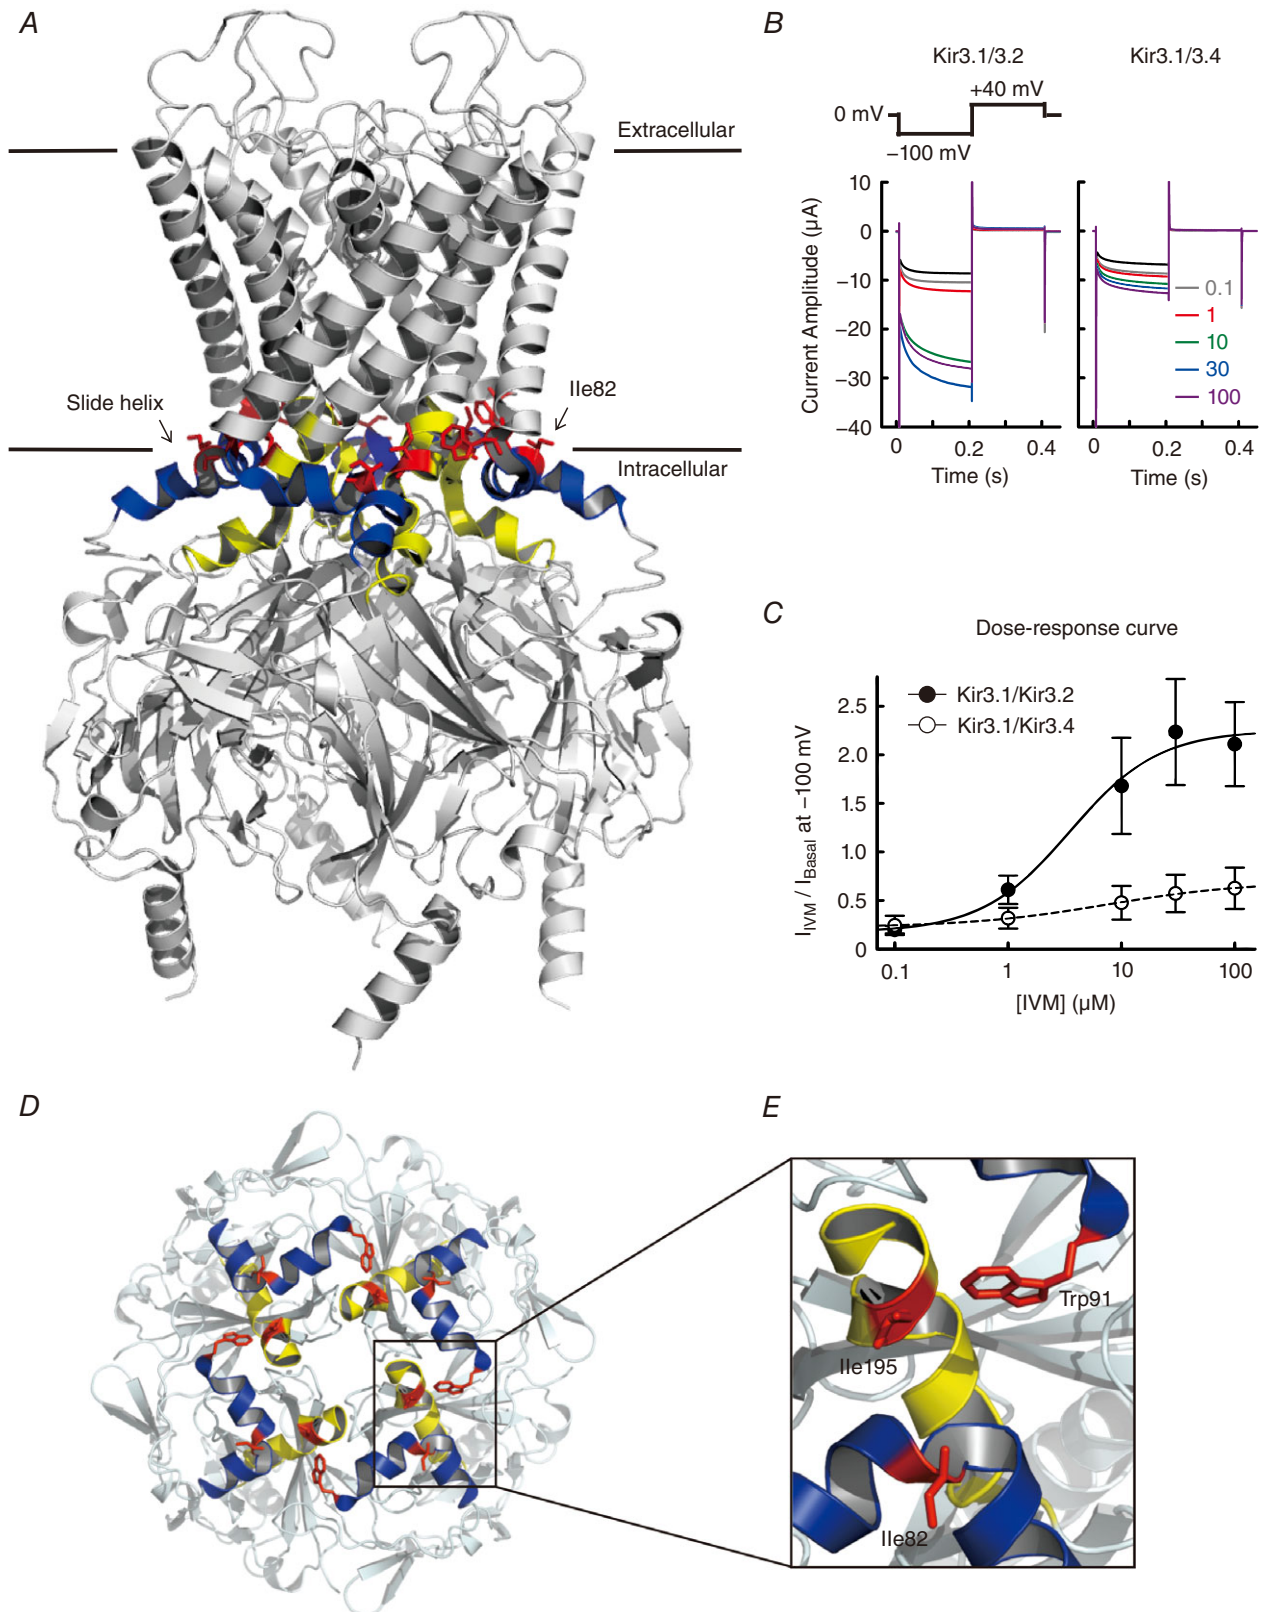 A
Extracellular
Slide helix
Ile82
Intracellular
B
Kir3.1/3.2
Kir3.1/3.4
+40 mV
0 mV
−100 mV
Current Amplitude (µA)
10
0
−10
−20
−30
−40
0.1
1
10
30
100
0 0.2 0.4
0 0.2 0.4
Time (s)
Time (s)
C
Dose-response curve
Kir3.1/Kir3.2
Kir3.1/Kir3.4
I_IVM / I_Basal at −100 mV
2.5
2.0
1.5
1.0
0.5
0
0.1 1 10 100
[IVM] (µM)
D
E
Trp91
Ile195
Ile82